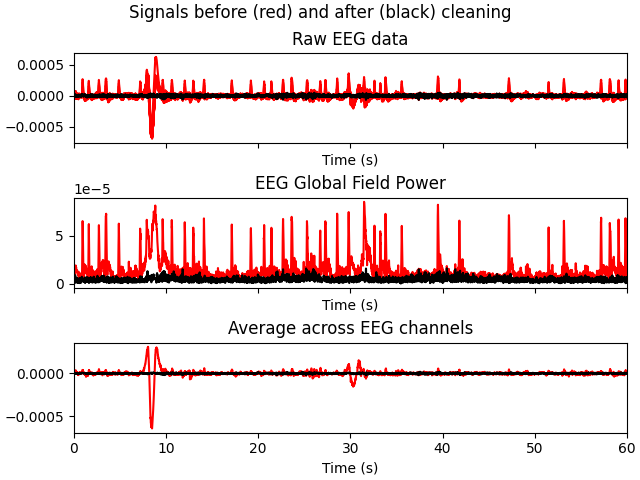 Signals before (red) and after (black) cleaning
Raw EEG data
0.0005
0.0000
−0.0005
Time (s)
EEG Global Field Power
1e−5
5
0
Time (s)
Average across EEG channels
0.0000
−0.0005
0 10 20 30 40 50 60
Time (s)